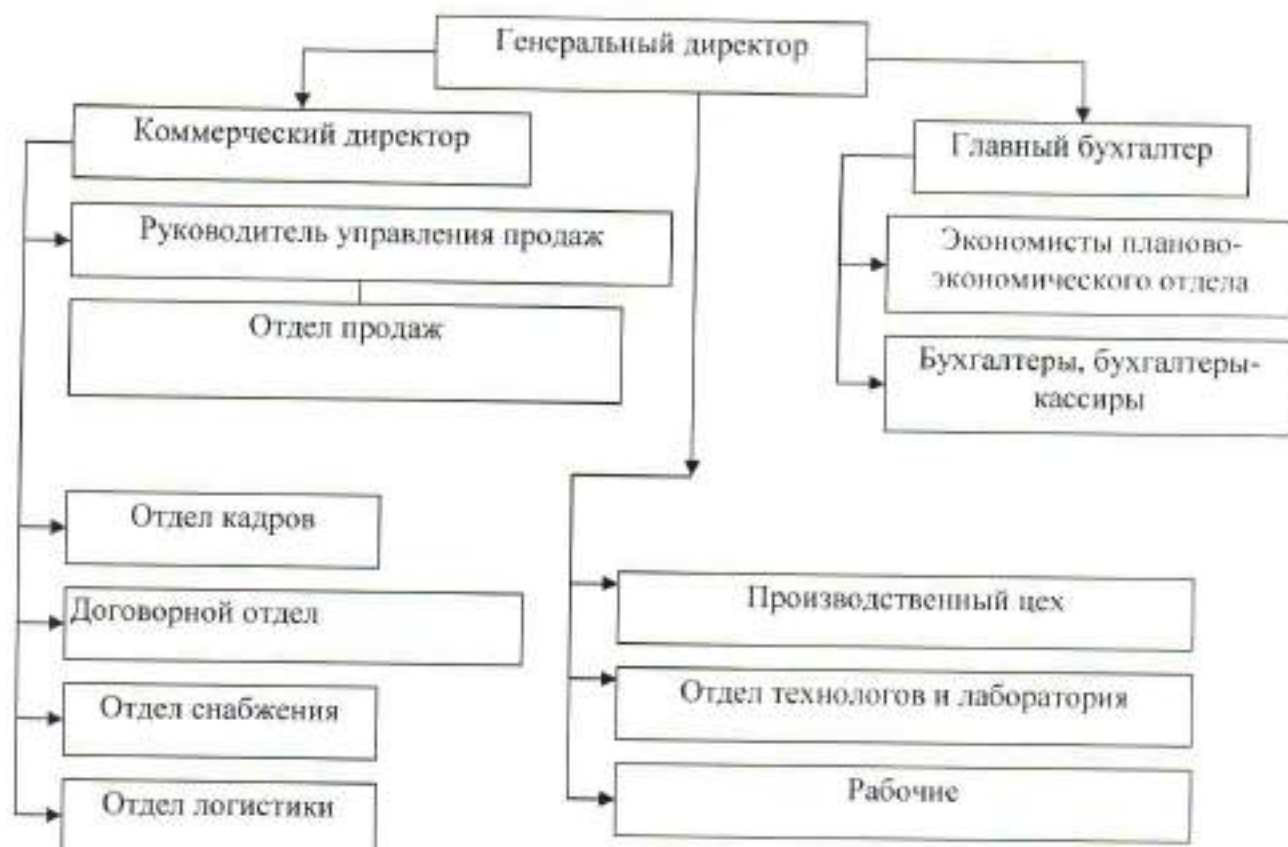 Генеральный директор
Коммерческий директор
Главный бухгалтер
Руководитель управления продаж
Экономисты планово-
экономического отдела
Отдел продаж
Бухгалтеры, бухгалтеры-
кассиры
Отдел кадров
Договорной отдел
Отдел снабжения
Отдел логистики
Производственный цех
Отдел технологов и лаборатория
Рабочие